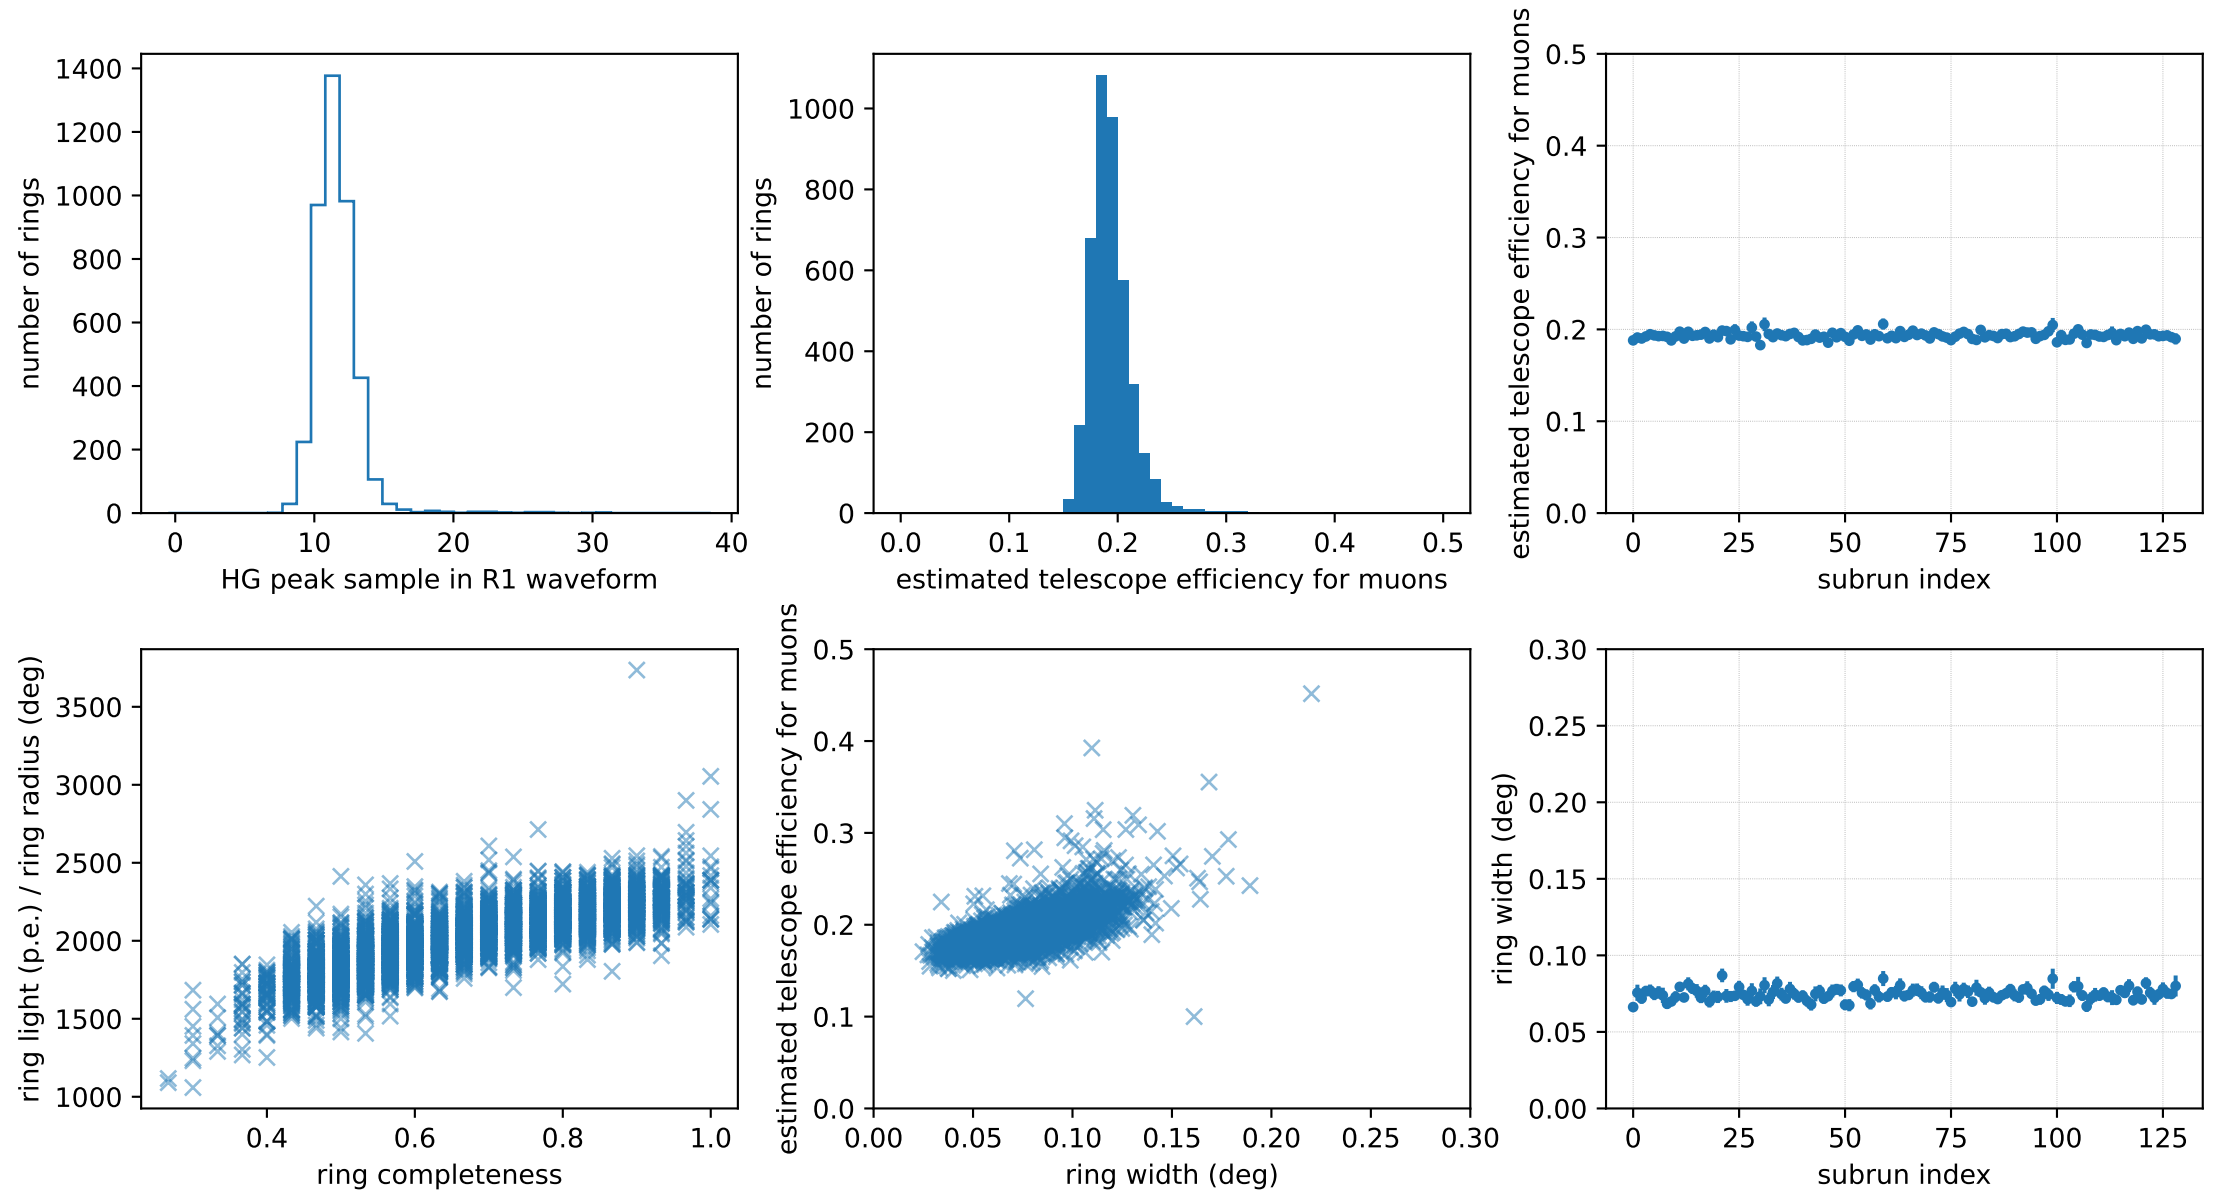 number of rings
1400
1200
1000
800
600
400
200
0
0 10 20 30 40
HG peak sample in R1 waveform
number of rings
1000
800
600
400
200
0
0.0 0.1 0.2 0.3 0.4 0.5
estimated telescope efficiency for muons
estimated telescope efficiency for muons
0.5
0.4
0.3
0.2
0.1
0.0
0 25 50 75 100 125
subrun index
ring light (p.e.) / ring radius (deg)
3500
3000
2500
2000
1500
1000
0.4 0.6 0.8 1.0
ring completeness
estimated telescope efficiency for muons
0.5
0.4
0.3
0.2
0.1
0.0
0.00 0.05 0.10 0.15 0.20 0.25 0.30
ring width (deg)
ring width (deg)
0.30
0.25
0.20
0.15
0.10
0.05
0.00
0 25 50 75 100 125
subrun index